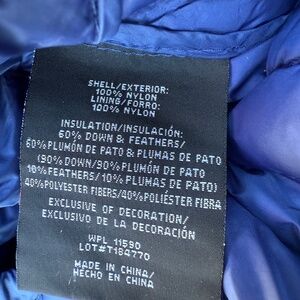 SHELL/EXTERIOR:
100% NYLON
LINING/FORRO:
100% NYLON
INSULATION/INSULACIÓN:
60% DOWN & FEATHERS/
60% PLUMÓN DE PATO & PLUMAS DE PATO
(90% DOWN/90% PLUMÓN DE PATO
10% FEATHERS/10% PLUMAS DE PATO)
40% POLYESTER FIBERS/40% POLIÉSTER FIBRA
EXCLUSIVE OF DECORATION/
EXCLUSIVO DE LA DECORACIÓN
WPL 11590
LOT#T184770
MADE IN CHINA/
HECHO EN CHINA